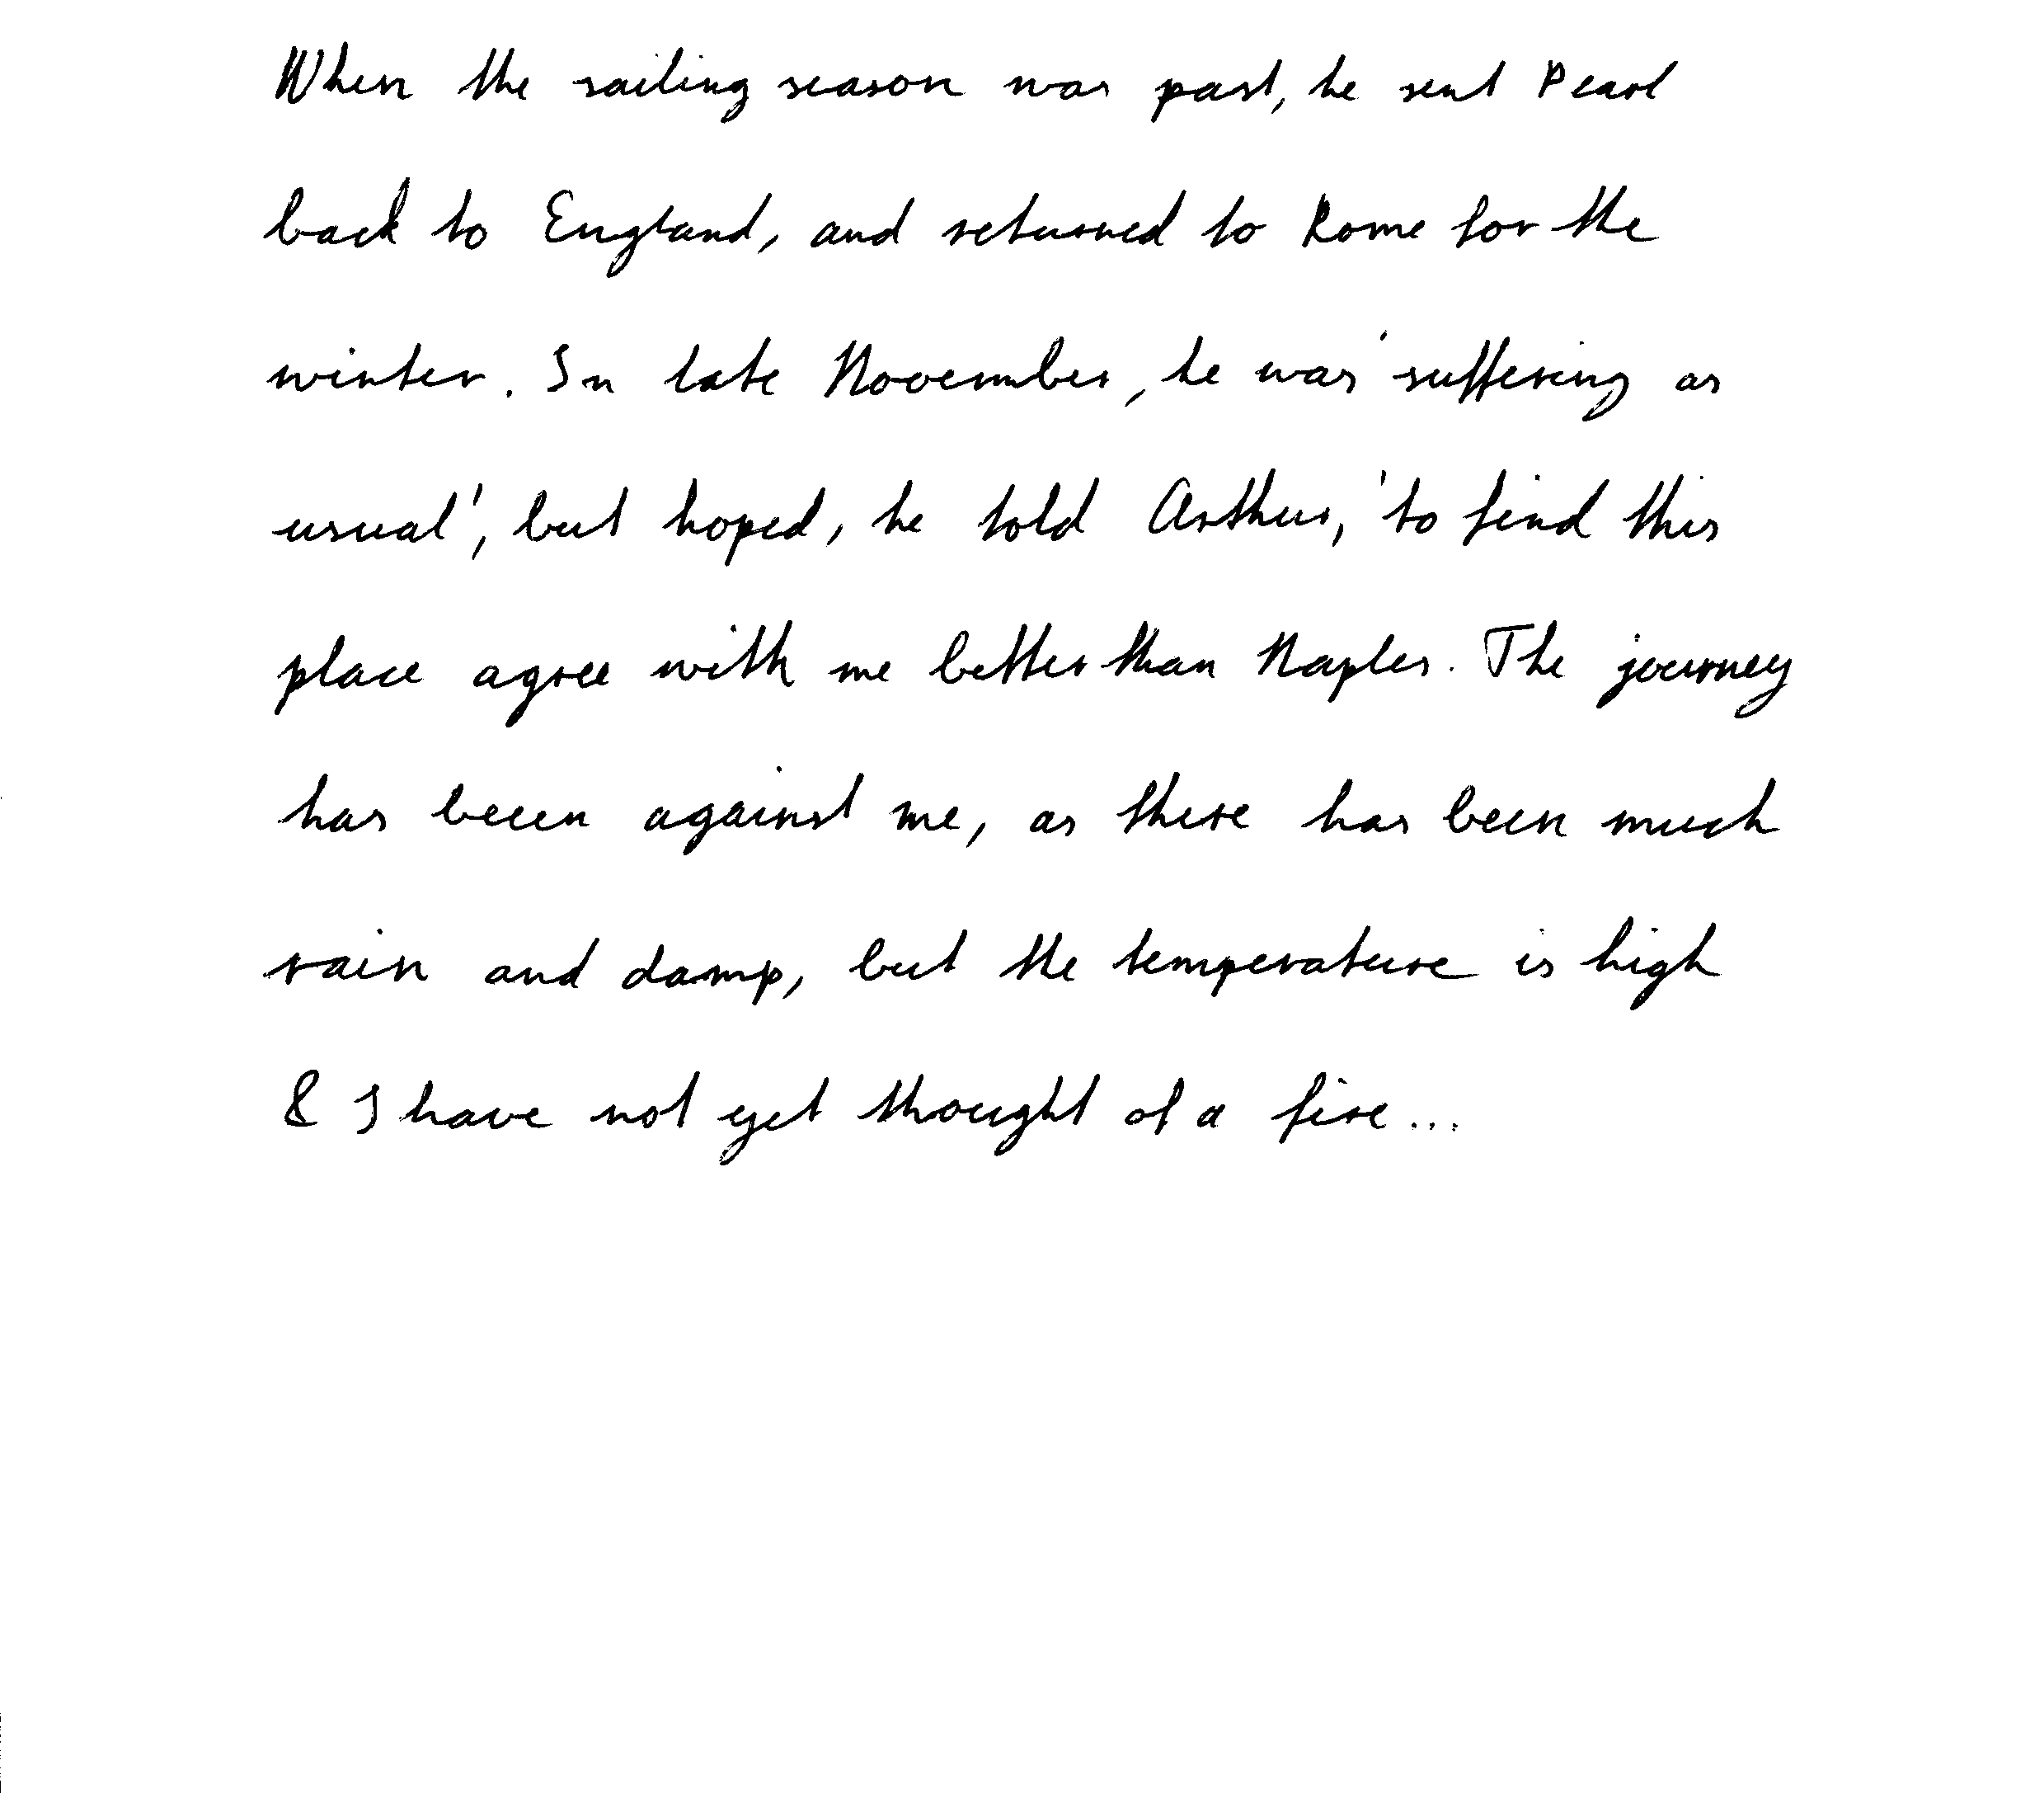 When the sailing season was past, he sent Pearl
back to England, and returned to Rome for the
winter. In late November, he was 'suffering as
usual', but hoped, he told Arthur, 'to find this
place agree with me better than Naples. The journey
has beeen against me, as there has been much
rain and damp, but the temperature is high
& I have not yet thought of a fire...